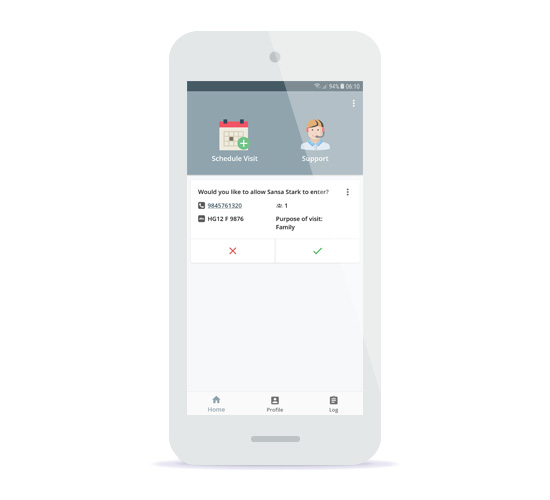 94% 06:10
Schedule Visit
Support
Would you like to allow Sansa Stark to enter?
9845761320
1
HG12 F 9876
Purpose of visit:
Family
Home
Profile
Log